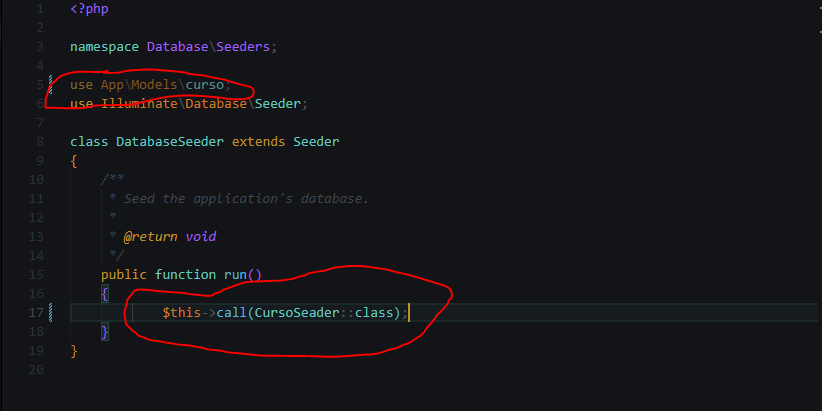 1 <?php
2
3 namespace Database\Seeders;
4
5 use App\Models\curso;
6 use Illuminate\Database\Seeder;
7
8 class DatabaseSeeder extends Seeder
9 {
10 /**
11 * Seed the application's database.
12 *
13 * @return void
14 */
15 public function run()
16 {
17 $this->call(CursoSeader::class);
18 }
19 }
20